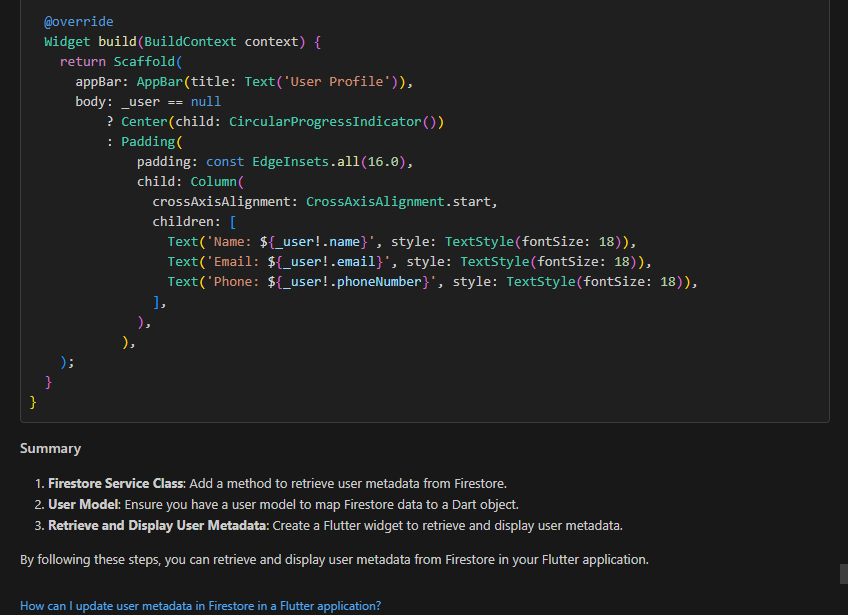 @override
Widget build(BuildContext context) {
return Scaffold(
appBar: AppBar(title: Text('User Profile')),
body: _user == null
? Center(child: CircularProgressIndicator())
: Padding(
padding: const EdgeInsets.all(16.0),
child: Column(
crossAxisAlignment: CrossAxisAlignment.start,
children: [
Text('Name: ${_user!.name}', style: TextStyle(fontSize: 18)),
Text('Email: ${_user!.email}', style: TextStyle(fontSize: 18)),
Text('Phone: ${_user!.phoneNumber}', style: TextStyle(fontSize: 18)),
],
),
),
);
}
}
Summary
1. Firestore Service Class: Add a method to retrieve user metadata from Firestore.
2. User Model: Ensure you have a user model to map Firestore data to a Dart object.
3. Retrieve and Display User Metadata: Create a Flutter widget to retrieve and display user metadata.
By following these steps, you can retrieve and display user metadata from Firestore in your Flutter application.
How can I update user metadata in Firestore in a Flutter application?